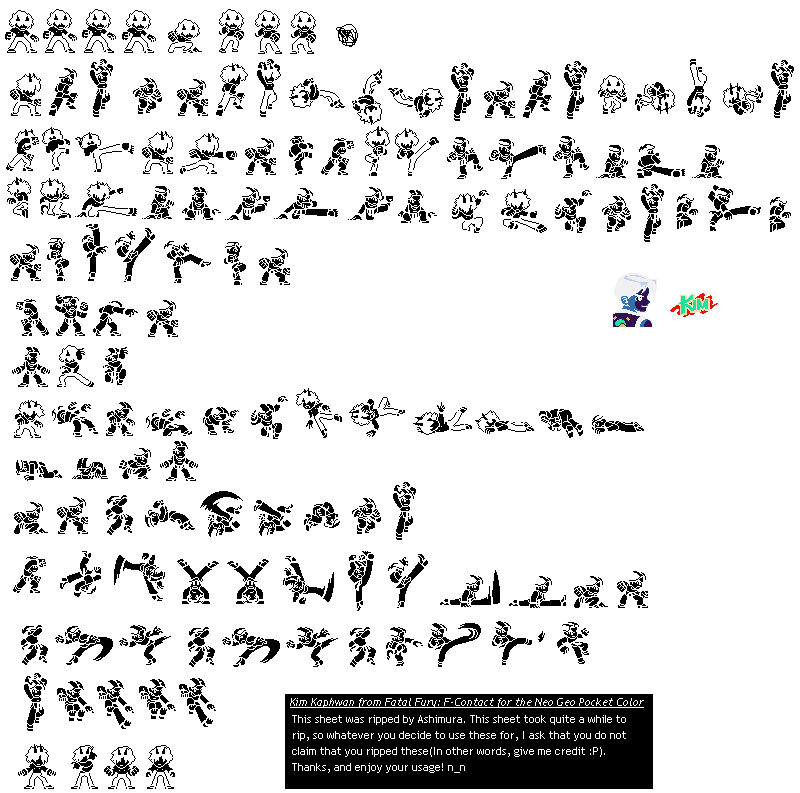 KIM
Kim Kaphwan from Fatal Fury: F-Contact for the Neo Geo Pocket Color
This sheet was ripped by Ashimura. This sheet took quite a while to
rip, so whatever you decide to use these for, I ask that you do not
claim that you ripped these(In other words, give me credit :P).
Thanks, and enjoy your usage! n_n